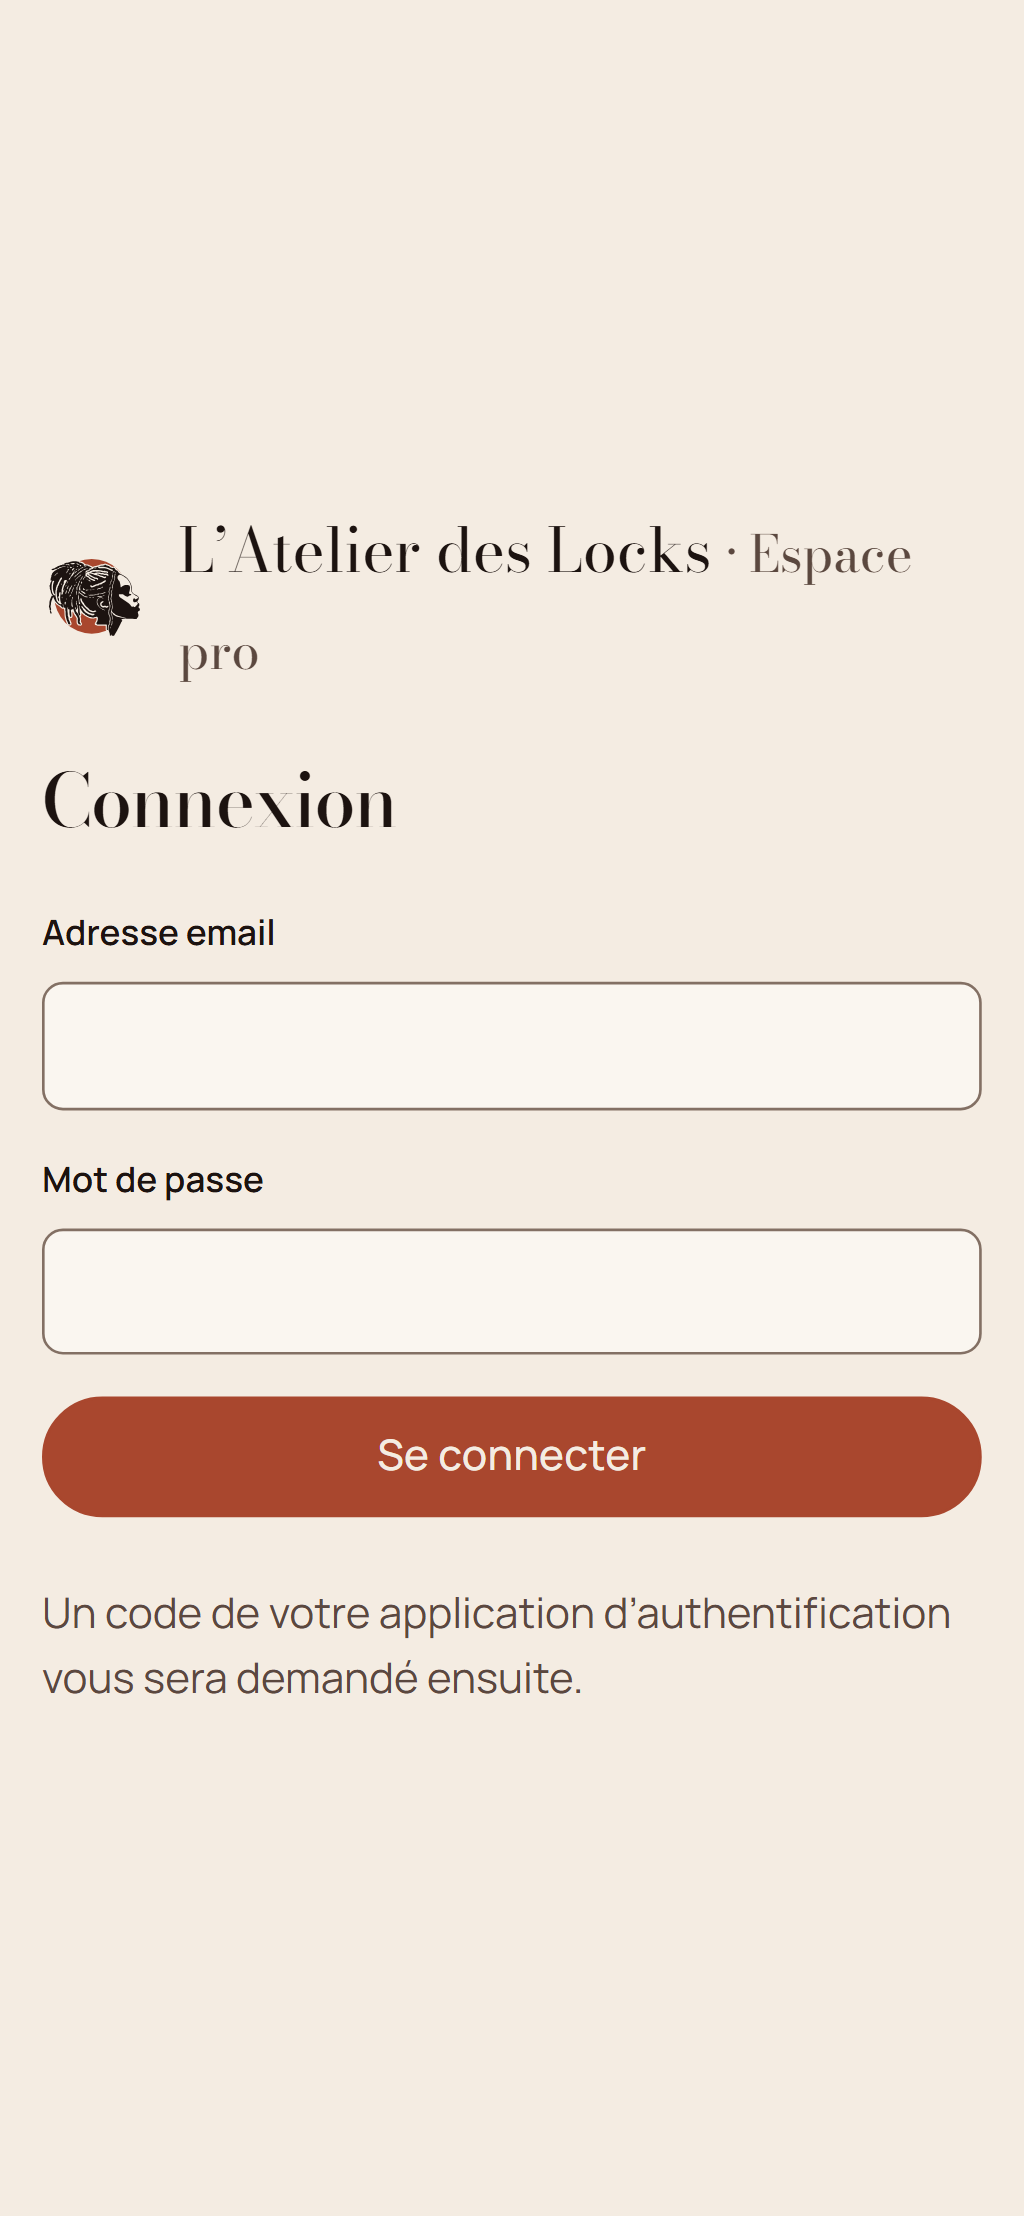 L’Atelier des Locks · Espace
pro
Connexion
Adresse email
Mot de passe
Se connecter
Un code de votre application d’authentification
vous sera demandé ensuite.